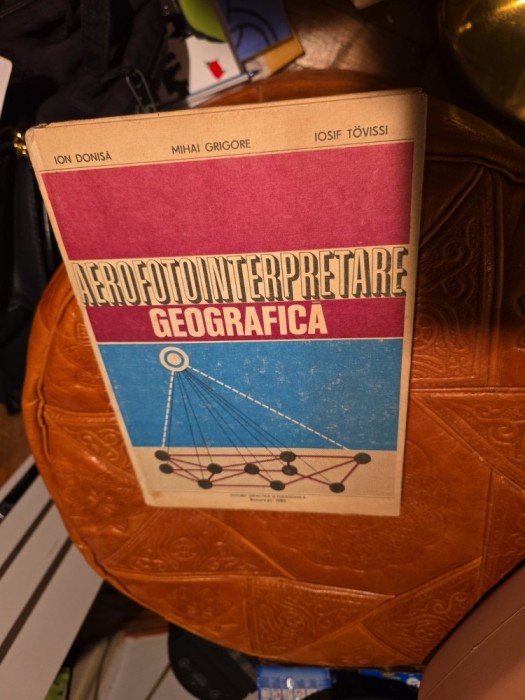 ION DONISĂ MIHAI GRIGORE IOSIF TÖVISSI
AEROFOTOINTERPRETARE
GEOGRAFICĂ